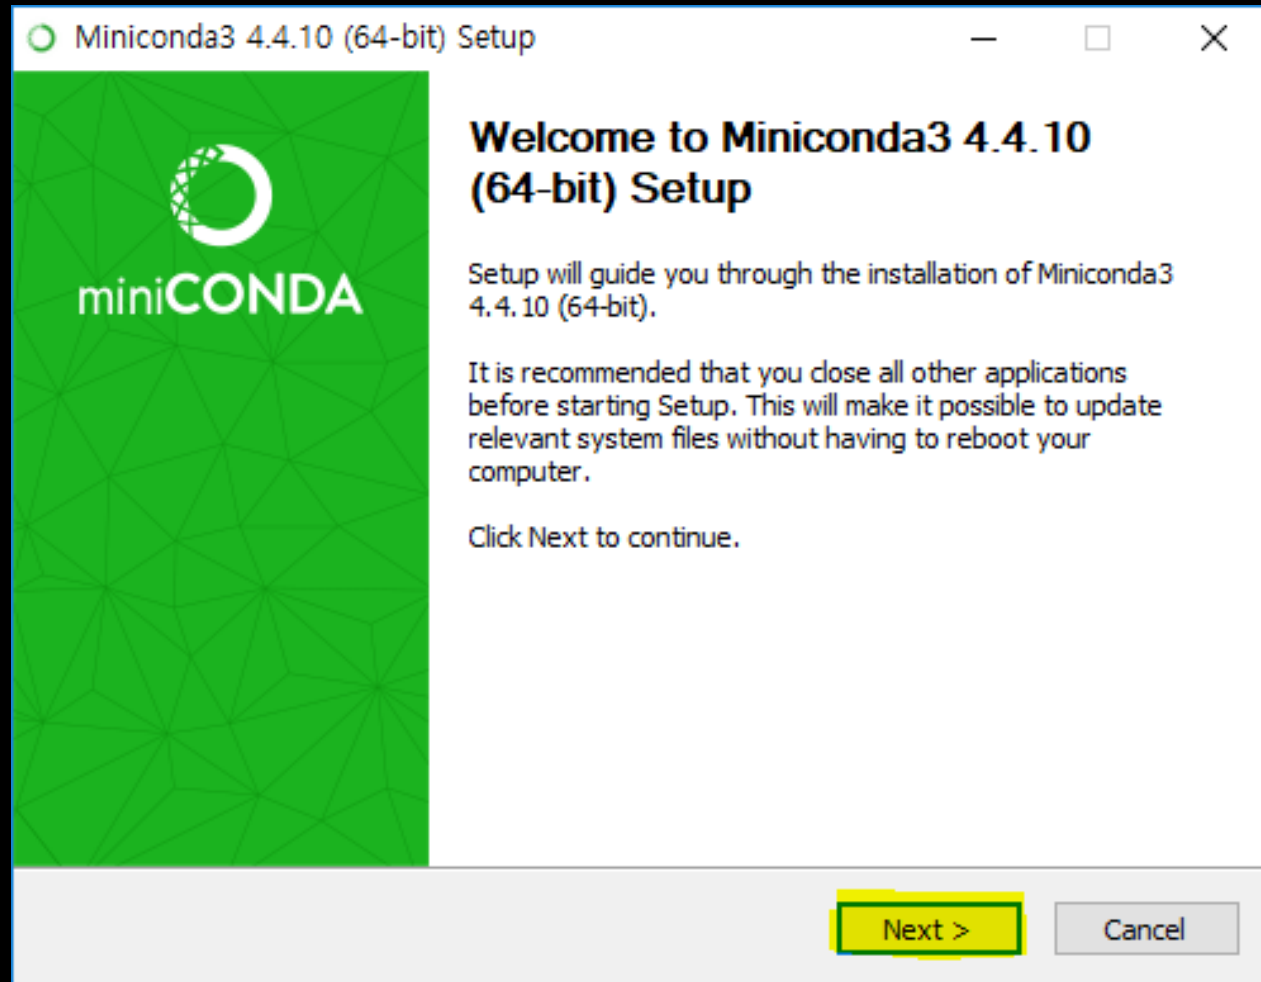 Miniconda3 4.4.10 (64-bit) Setup
miniCONDA
Welcome to Miniconda3 4.4.10
(64-bit) Setup
Setup will guide you through the installation of Miniconda3
4.4.10 (64-bit).
It is recommended that you close all other applications
before starting Setup. This will make it possible to update
relevant system files without having to reboot your
computer.
Click Next to continue.
Next >
Cancel